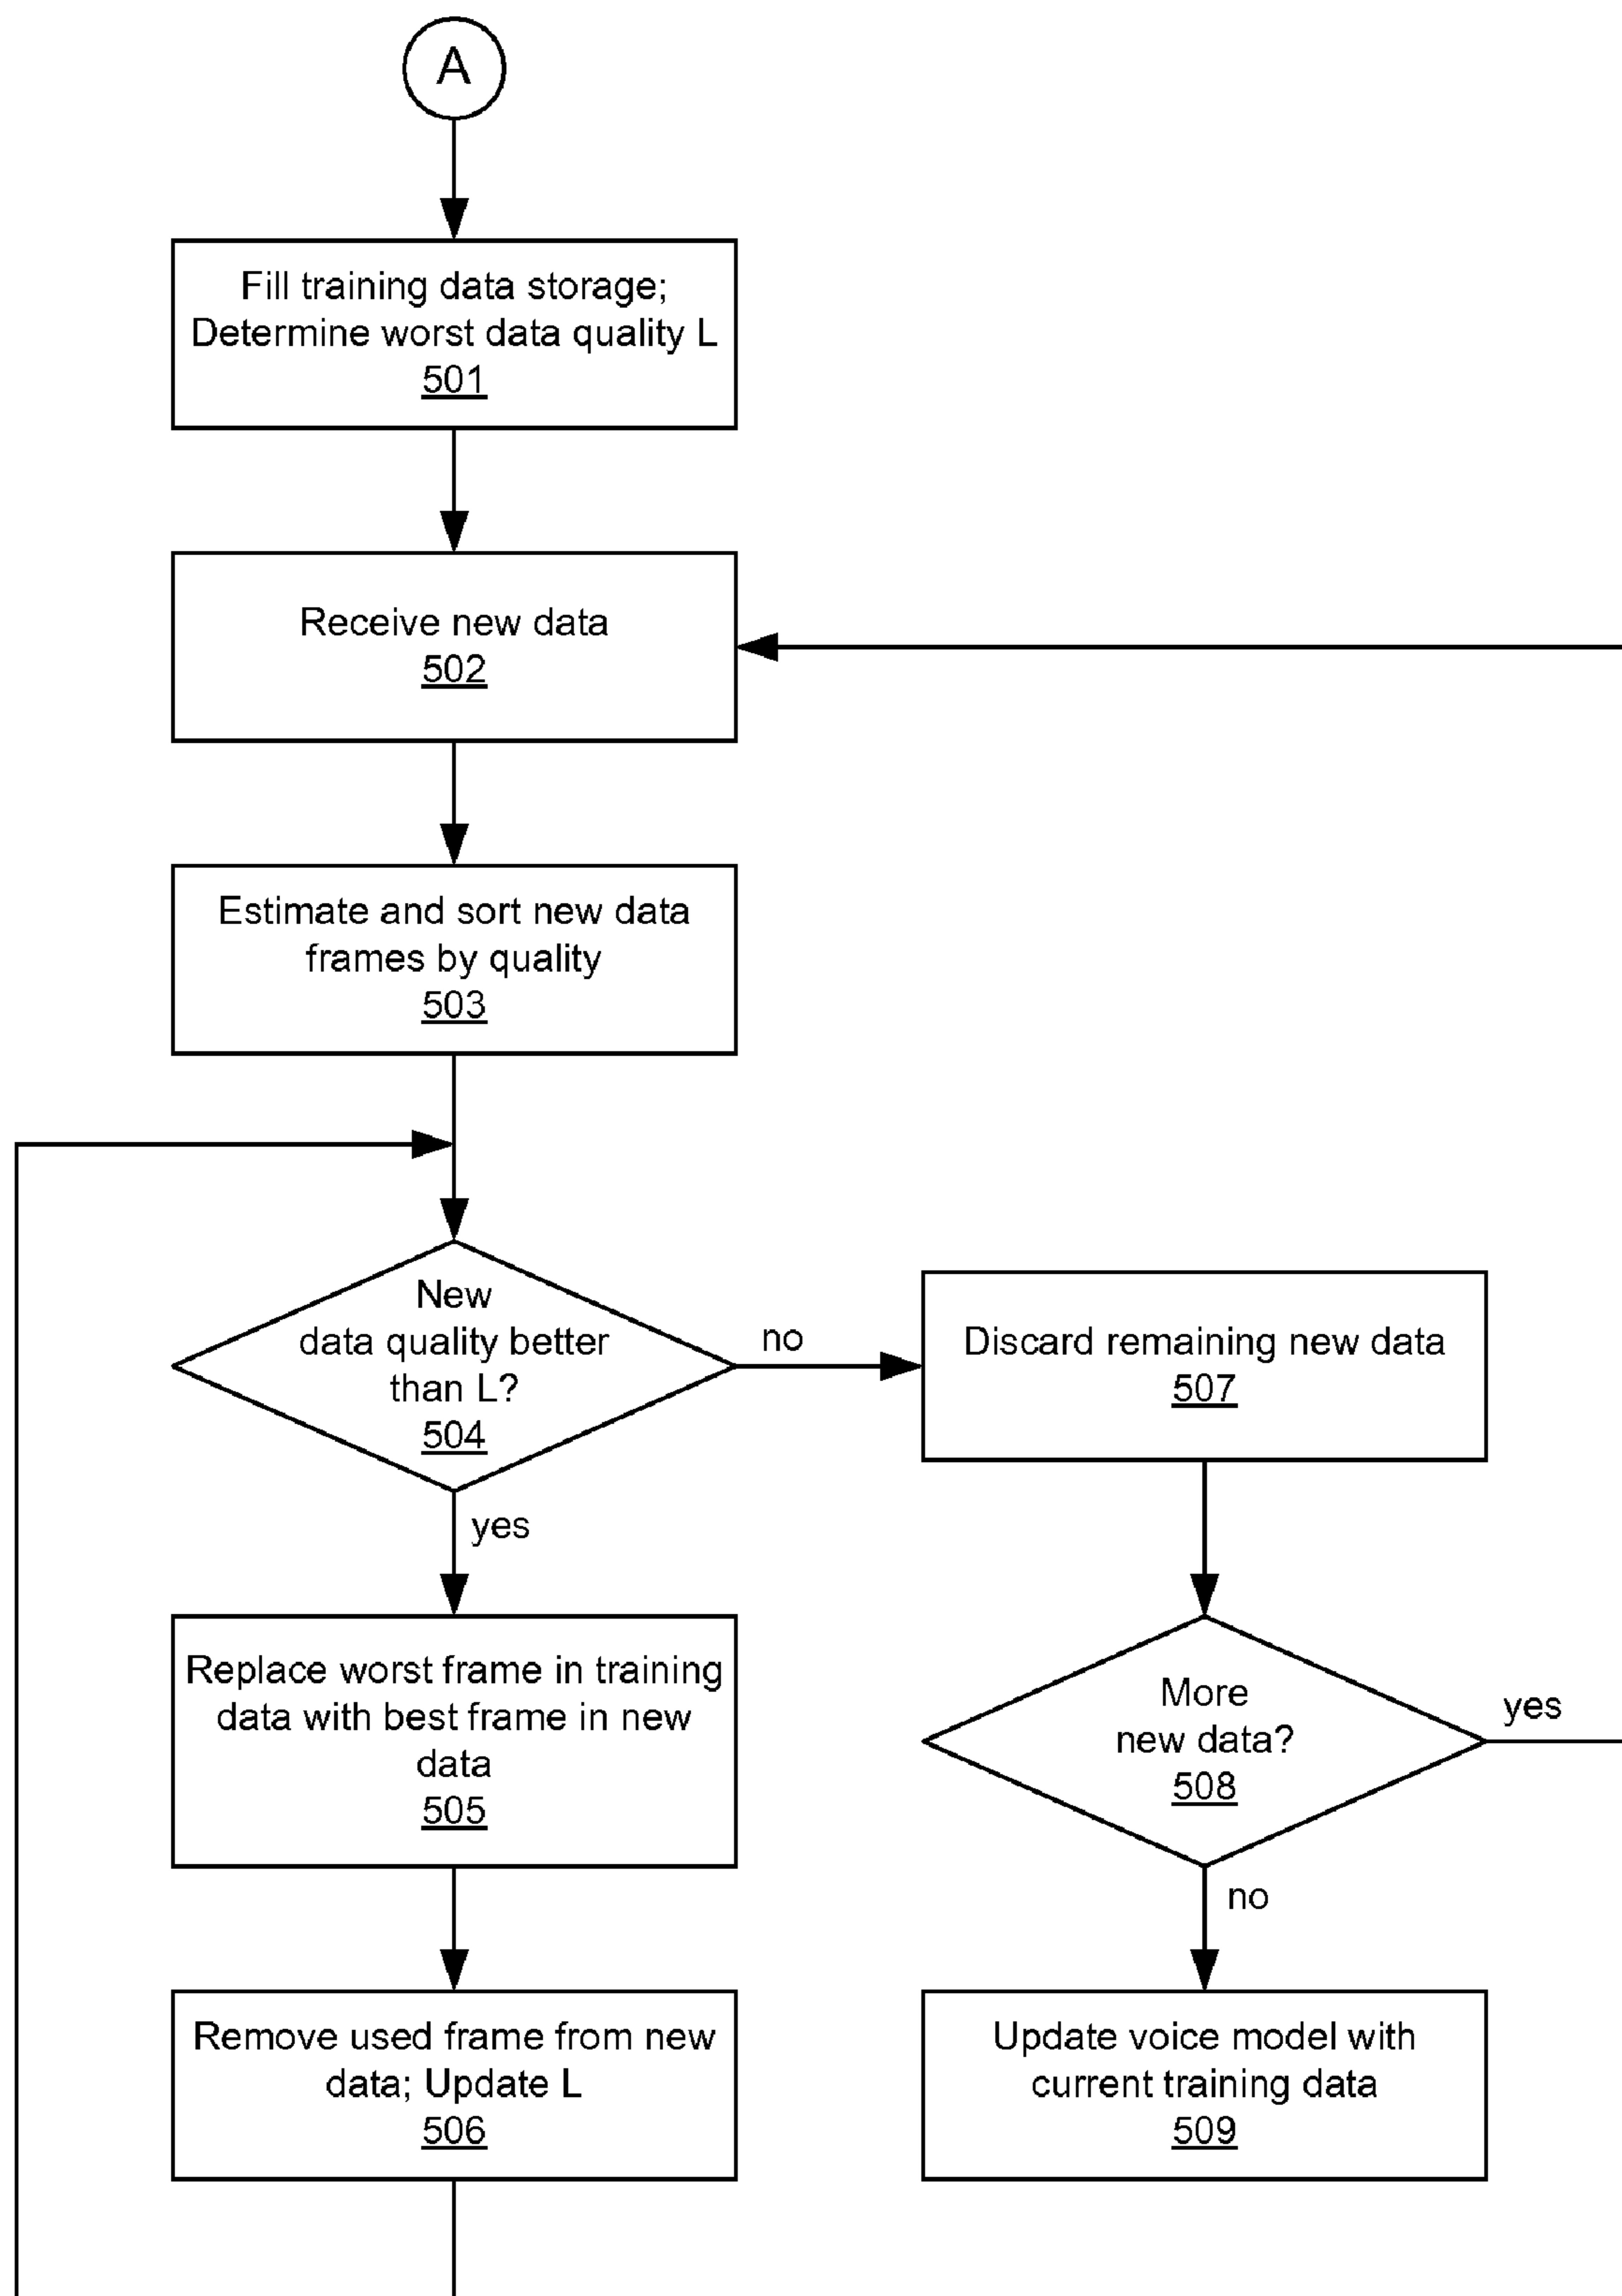 A
Fill training data storage;
Determine worst data quality L
501
Receive new data
502
Estimate and sort new data
frames by quality
503
New
data quality better
than L?
504
no
yes
Discard remaining new data
507
Replace worst frame in training
data with best frame in new
data
505
More
new data?
508
yes
no
Remove used frame from new
data; Update L
506
Update voice model with
current training data
509